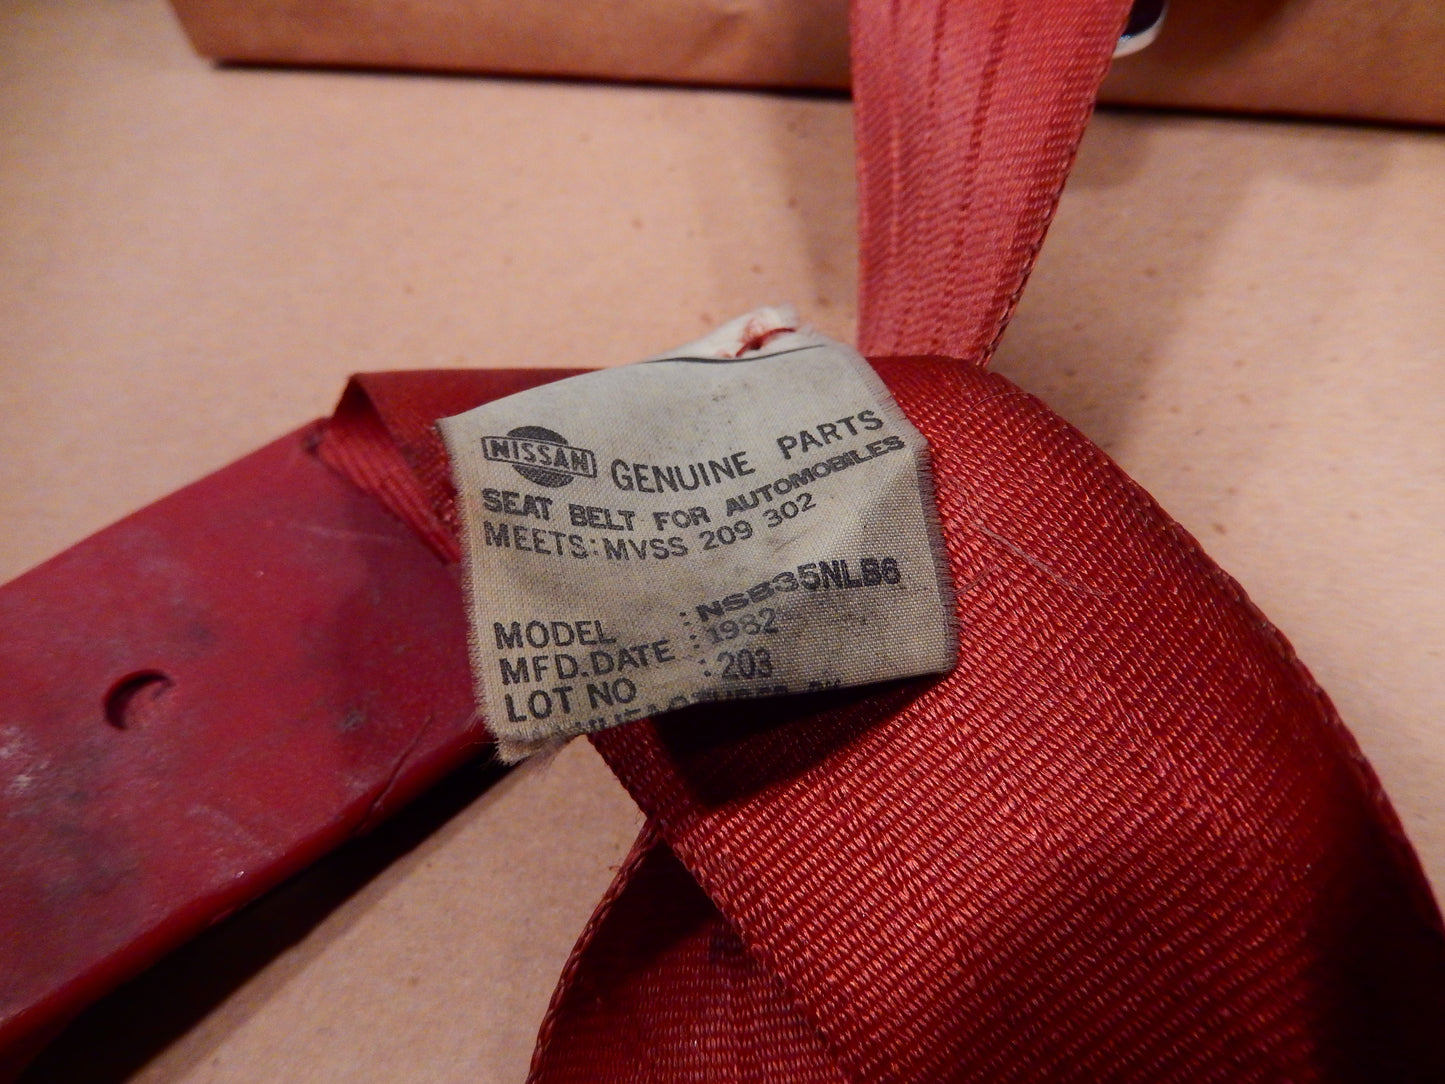 NISSAN GENUINE PARTS
SEAT BELT FOR AUTOMOBILES
MEETS: MVSS 209 302
MODEL : NSB35NLB6
MFD. DATE : 1982
LOT NO : 203